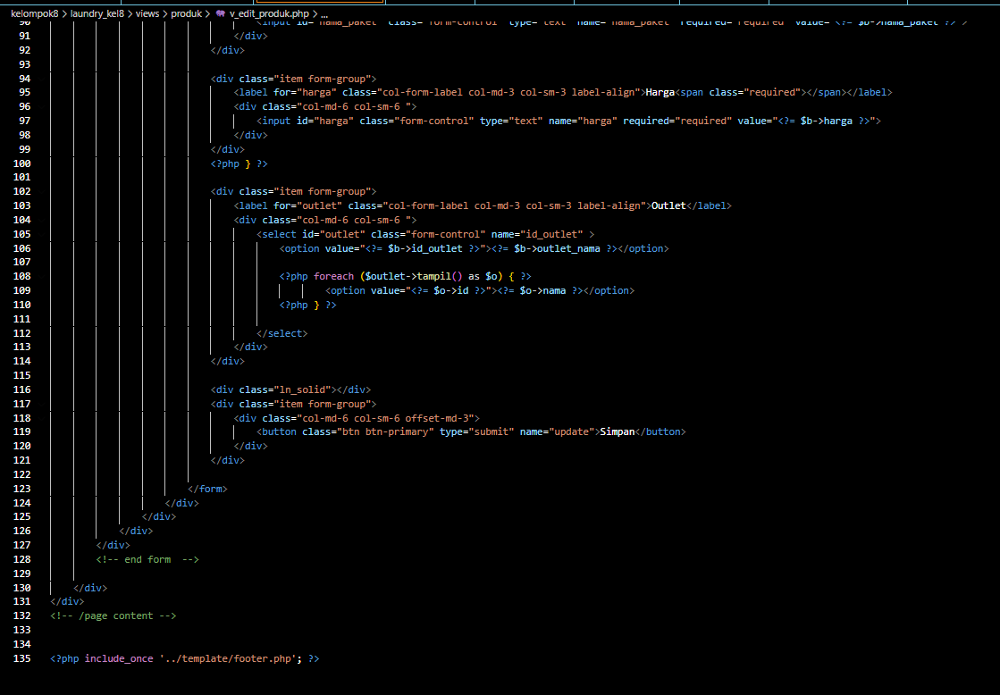 kelompok8 > laundry_kel8 > views > produk > v_edit_produk.php > ...
90 <input id="nama_paket" class="form-control" type="text" name="nama_paket" required="required" value="<?= $b->nama_paket ?>">
91 </div>
92 </div>
93
94 <div class="item form-group">
95 <label for="harga" class="col-form-label col-md-3 col-sm-3 label-align">Harga<span class="required"></span></label>
96 <div class="col-md-6 col-sm-6 ">
97 <input id="harga" class="form-control" type="text" name="harga" required="required" value="<?= $b->harga ?>">
98 </div>
99 </div>
100 <?php } ?>
101
102 <div class="item form-group">
103 <label for="outlet" class="col-form-label col-md-3 col-sm-3 label-align">Outlet</label>
104 <div class="col-md-6 col-sm-6 ">
105 <select id="outlet" class="form-control" name="id_outlet" >
106 <option value="<?= $b->id_outlet ?>"><?= $b->outlet_nama ?></option>
107
108 <?php foreach ($outlet->tampil() as $o) { ?>
109 <option value="<?= $o->id ?>"><?= $o->nama ?></option>
110 <?php } ?>
111
112 </select>
113 </div>
114 </div>
115
116 <div class="ln_solid"></div>
117 <div class="item form-group">
118 <div class="col-md-6 col-sm-6 offset-md-3">
119 <button class="btn btn-primary" type="submit" name="update">Simpan</button>
120 </div>
121 </div>
122
123 </form>
124 </div>
125 </div>
126 </div>
127 </div>
128 <!-- end form  -->
129
130 </div>
131 </div>
132 <!-- /page content -->
133
134
135 <?php include_once '../template/footer.php'; ?>